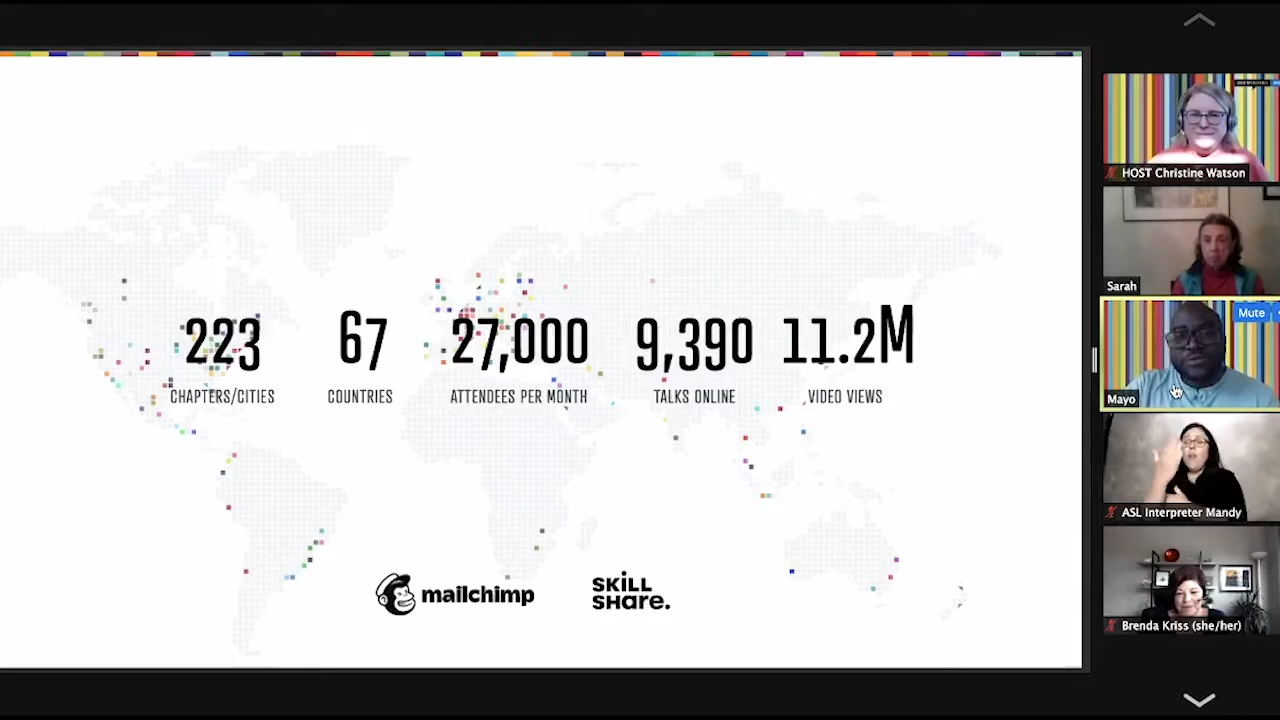 223
CHAPTERS/CITIES
67
COUNTRIES
27,000
ATTENDEES PER MONTH
9,390
TALKS ONLINE
11.2M
VIDEO VIEWS
mailchimp
SKiLL
SHare.
HOST Christine Watson
Sarah
Mute
Mayo
ASL Interpreter Mandy
Brenda Kriss (she/her)